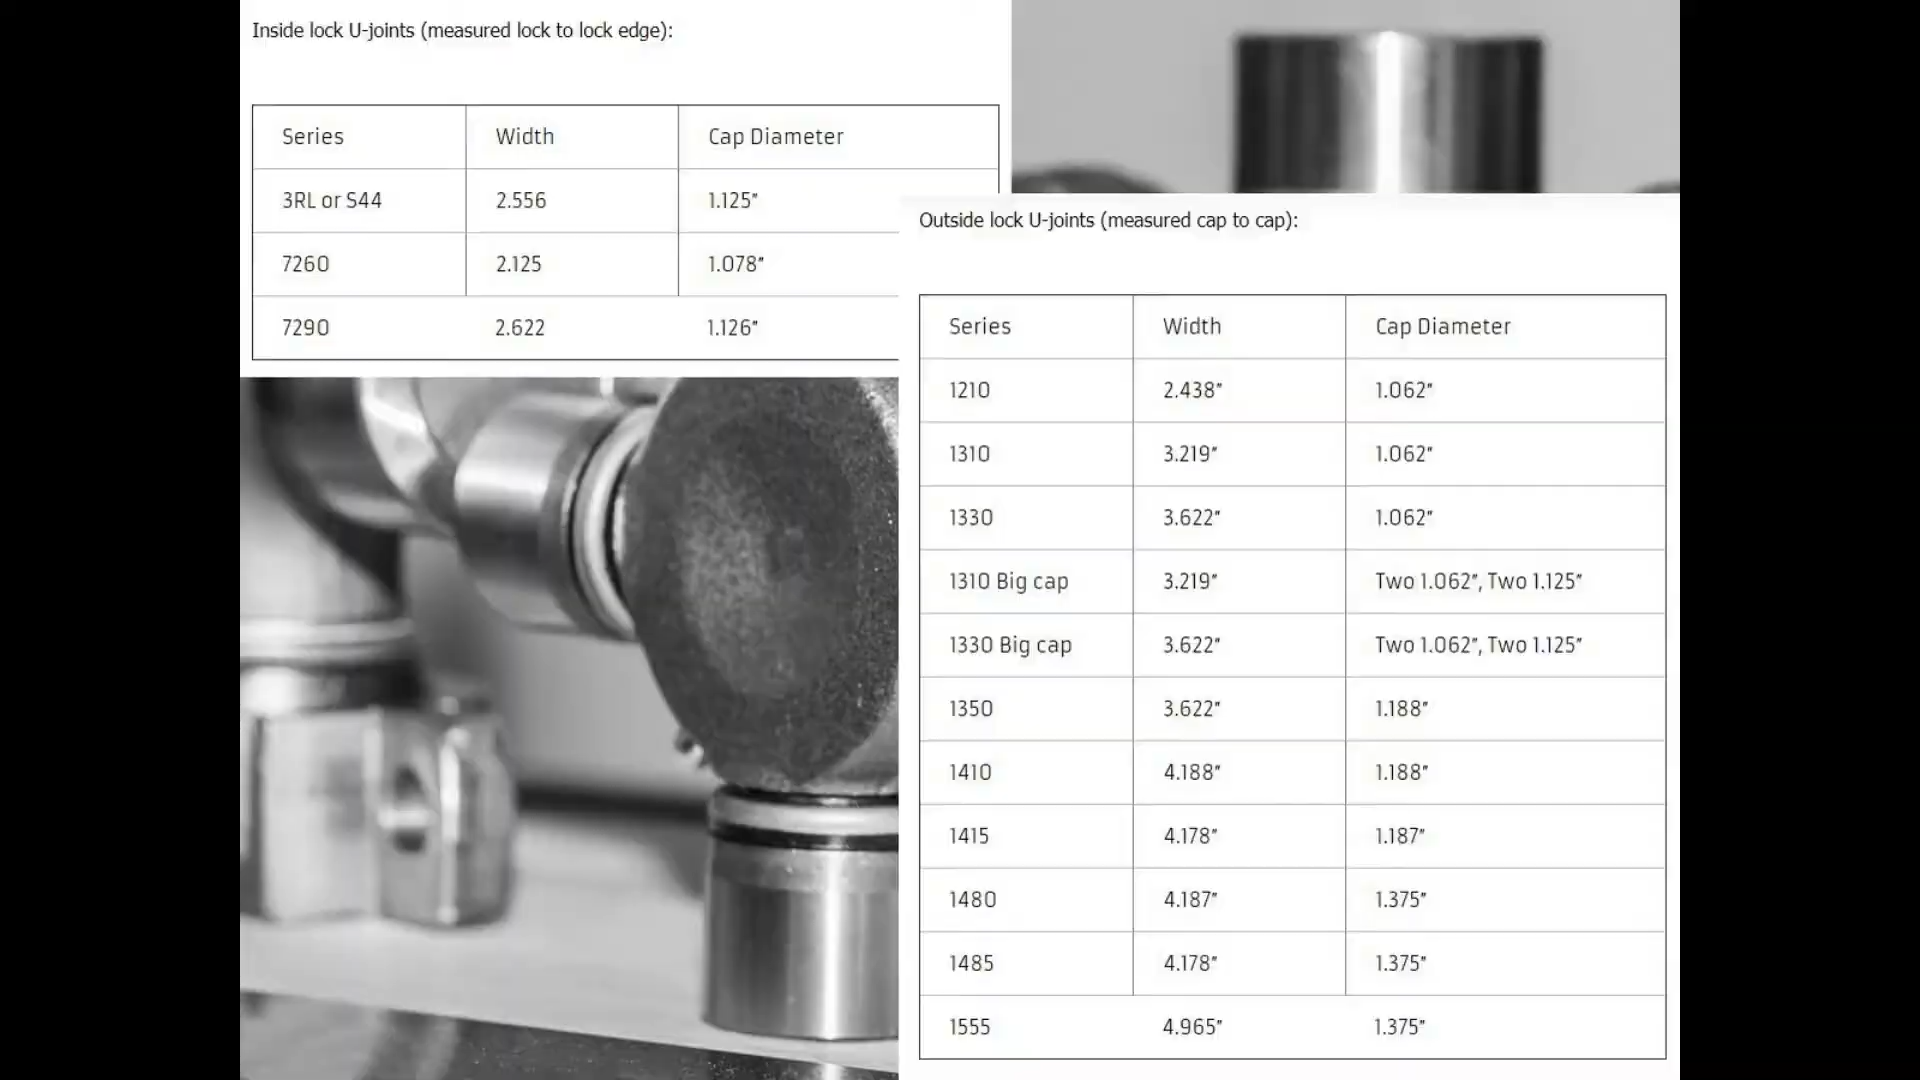 Inside lock U-joints (measured lock to lock edge):
Series Width Cap Diameter
3RL or S44 2.556 1.125"
7260 2.125 1.078"
7290 2.622 1.126"
Outside lock U-joints (measured cap to cap):
Series Width Cap Diameter
1210 2.438" 1.062"
1310 3.219" 1.062"
1330 3.622" 1.062"
1310 Big cap 3.219" Two 1.062", Two 1.125"
1330 Big cap 3.622" Two 1.062", Two 1.125"
1350 3.622" 1.188"
1410 4.188" 1.188"
1415 4.178" 1.187"
1480 4.187" 1.375"
1485 4.178" 1.375"
1555 4.965" 1.375"